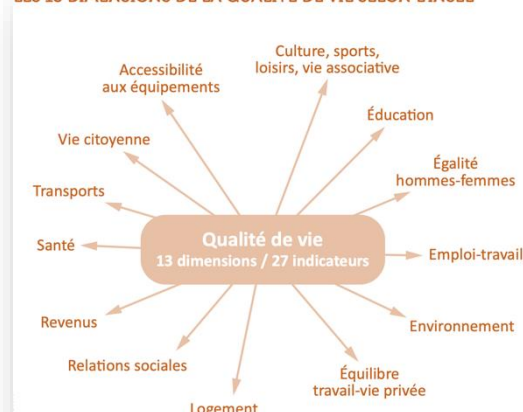 Culture, sports,
loisirs, vie associative
Accessibilité
aux équipements
Éducation
Vie citoyenne
Égalité
hommes-femmes
Transports
Qualité de vie
13 dimensions / 27 indicateurs
Santé
Emploi-travail
Revenus
Environnement
Relations sociales
Équilibre
travail-vie privée
Logement